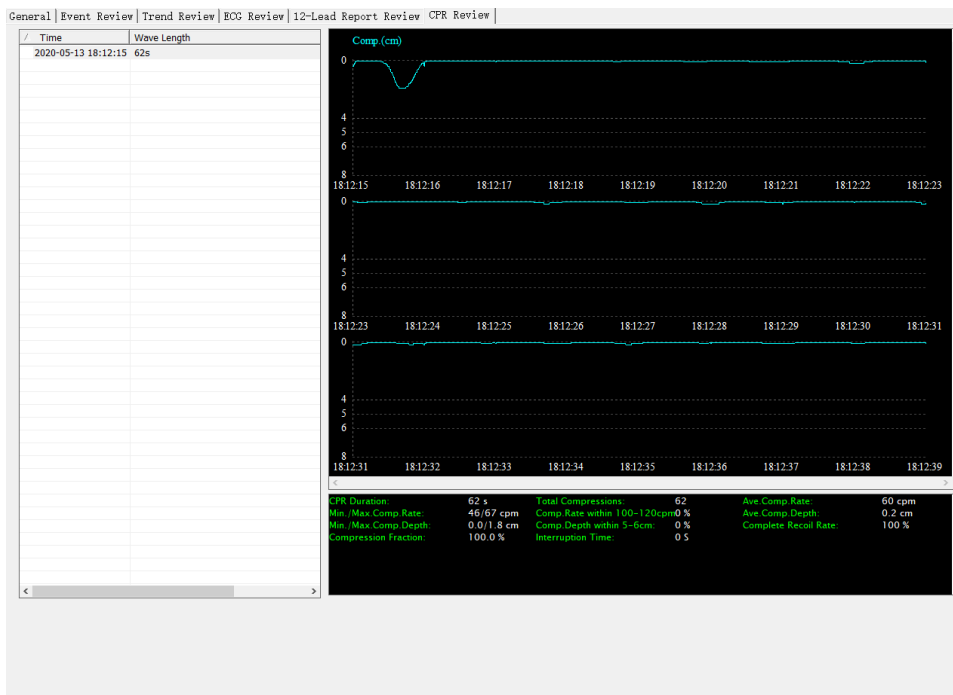 General Event Review Trend Review ECG Review 12-Lead Report Review CPR Review
Time Wave Length
2020-05-13 18:12:15 62s
Comp.(cm)
0
4
5
6
8
18:12:15 18:12:16 18:12:17 18:12:18 18:12:19 18:12:20 18:12:21 18:12:22 18:12:23
0
4
5
6
8
18:12:23 18:12:24 18:12:25 18:12:26 18:12:27 18:12:28 18:12:29 18:12:30 18:12:31
0
4
5
6
8
18:12:31 18:12:32 18:12:33 18:12:34 18:12:35 18:12:36 18:12:37 18:12:38 18:12:39
CPR Duration: 62 s Total Compressions: 62 Ave.Comp.Rate: 60 cpm
Min./Max.Comp.Rate: 46/67 cpm Comp.Rate within 100-120cpm 0 % Ave.Comp.Depth: 0.2 cm
Min./Max.Comp.Depth: 0.0/1.8 cm Comp.Depth within 5-6cm: 0 % Complete Recoil Rate: 100 %
Compression Fraction: 100.0 % Interruption Time: 0 S